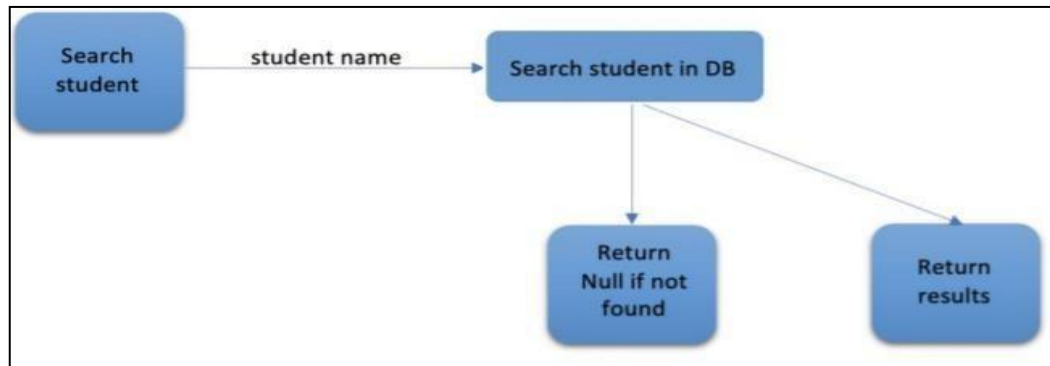 Search
student
student name
Search student in DB
Return
Null if not
found
Return
results